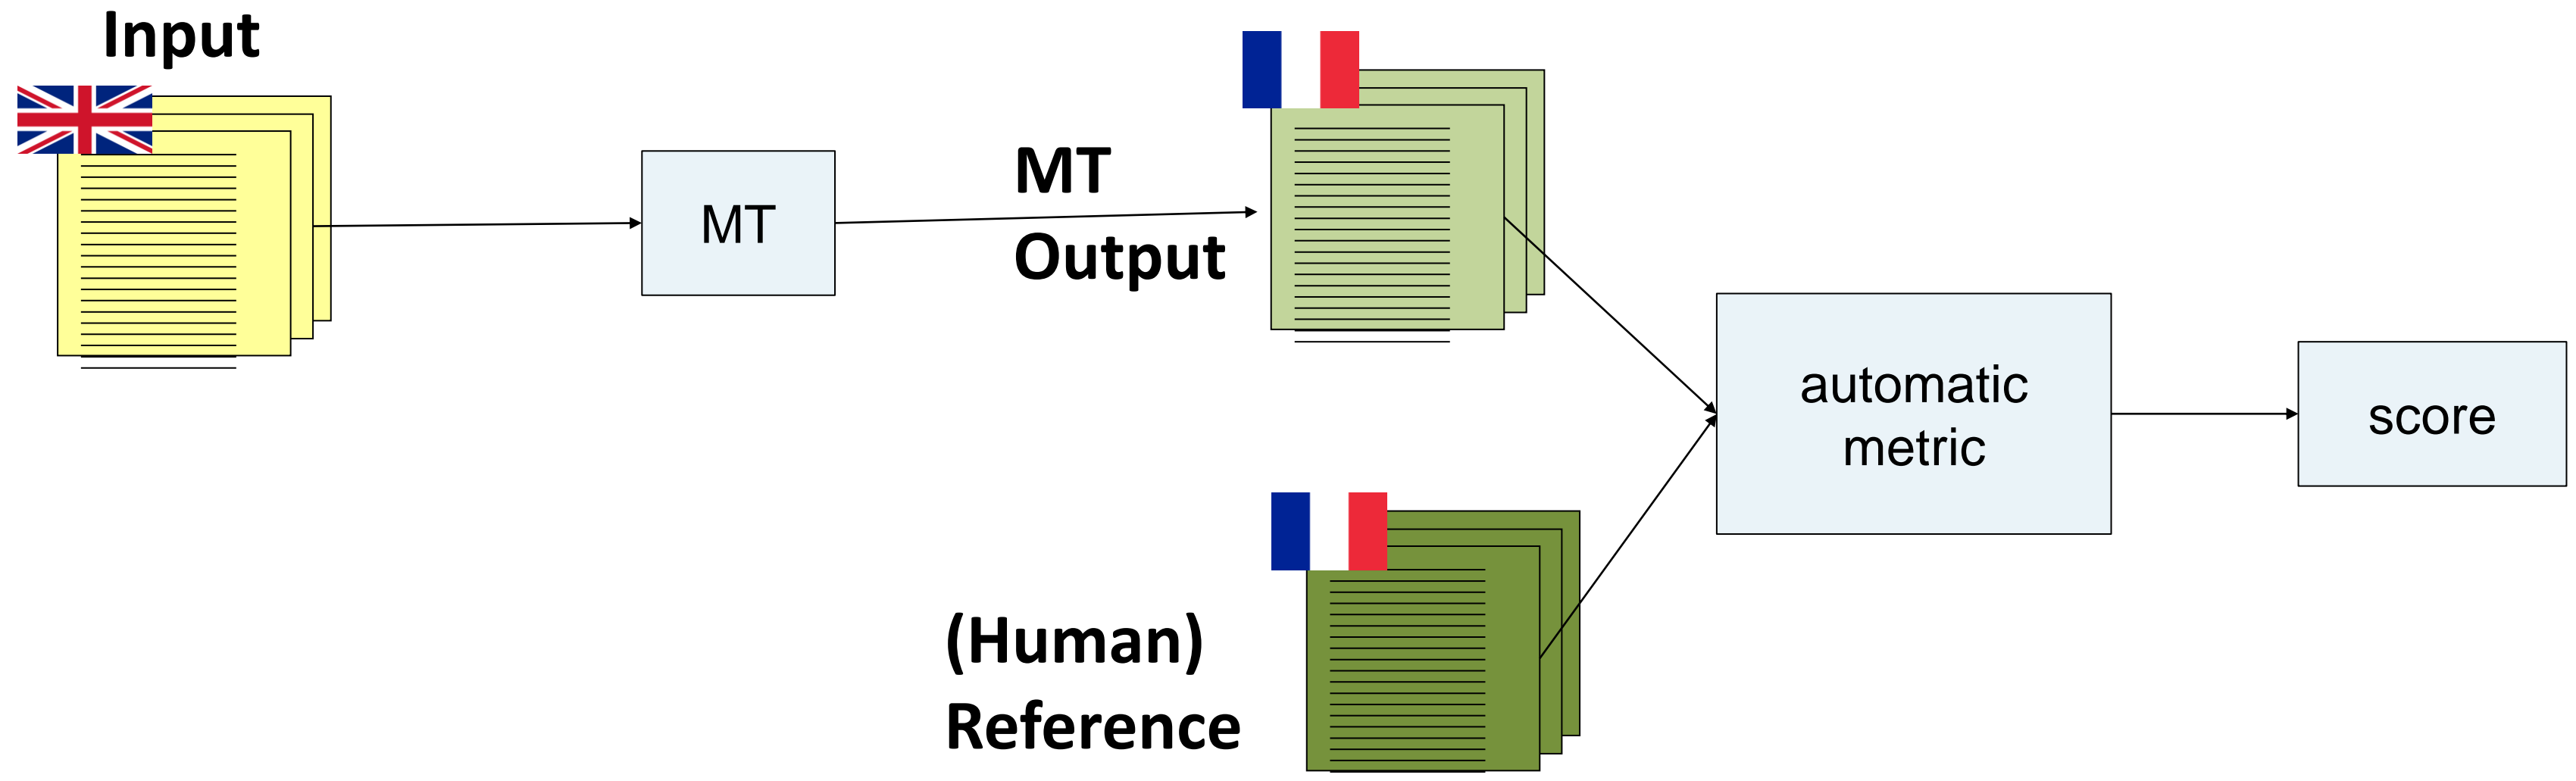 Input
MT
MT
Output
(Human)
Reference
automatic
metric
score